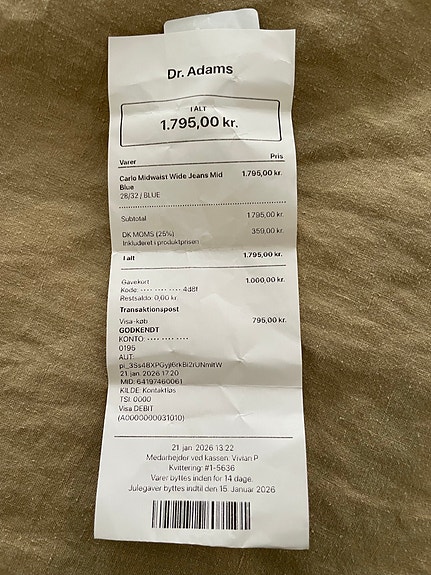 Dr. Adams
I ALT
1.795,00 kr.
Varer Pris
Carlo Midwaist Wide Jeans Mid 1.795,00 kr.
Blue
28/32 / BLUE
Subtotal 1.795,00 kr.
DK MOMS (25%) 359,00 kr.
Inkluderet i produktprisen
I alt 1.795,00 kr.
Gavekort 1.000,00 kr.
Kode: ···· ···· ···· 4d8f
Restsaldo: 0,00 kr.
Transaktionspost
Visa-køb 795,00 kr.
GODKENDT
KONTO: ···· ···· ····
0195
AUT:
21 jan. 2026 17:20
MID: 64197460061
KILDE: Kontaktløs
TSI: 0000
Visa DEBIT
(A0000000031010)
21 jan. 2026 13:22
Medarbejder ved kassen: Vivian P
Kvittering: #1-5636
Varer byttes inden for 14 dage.
Julegaver byttes indtil den 15. Januar 2026